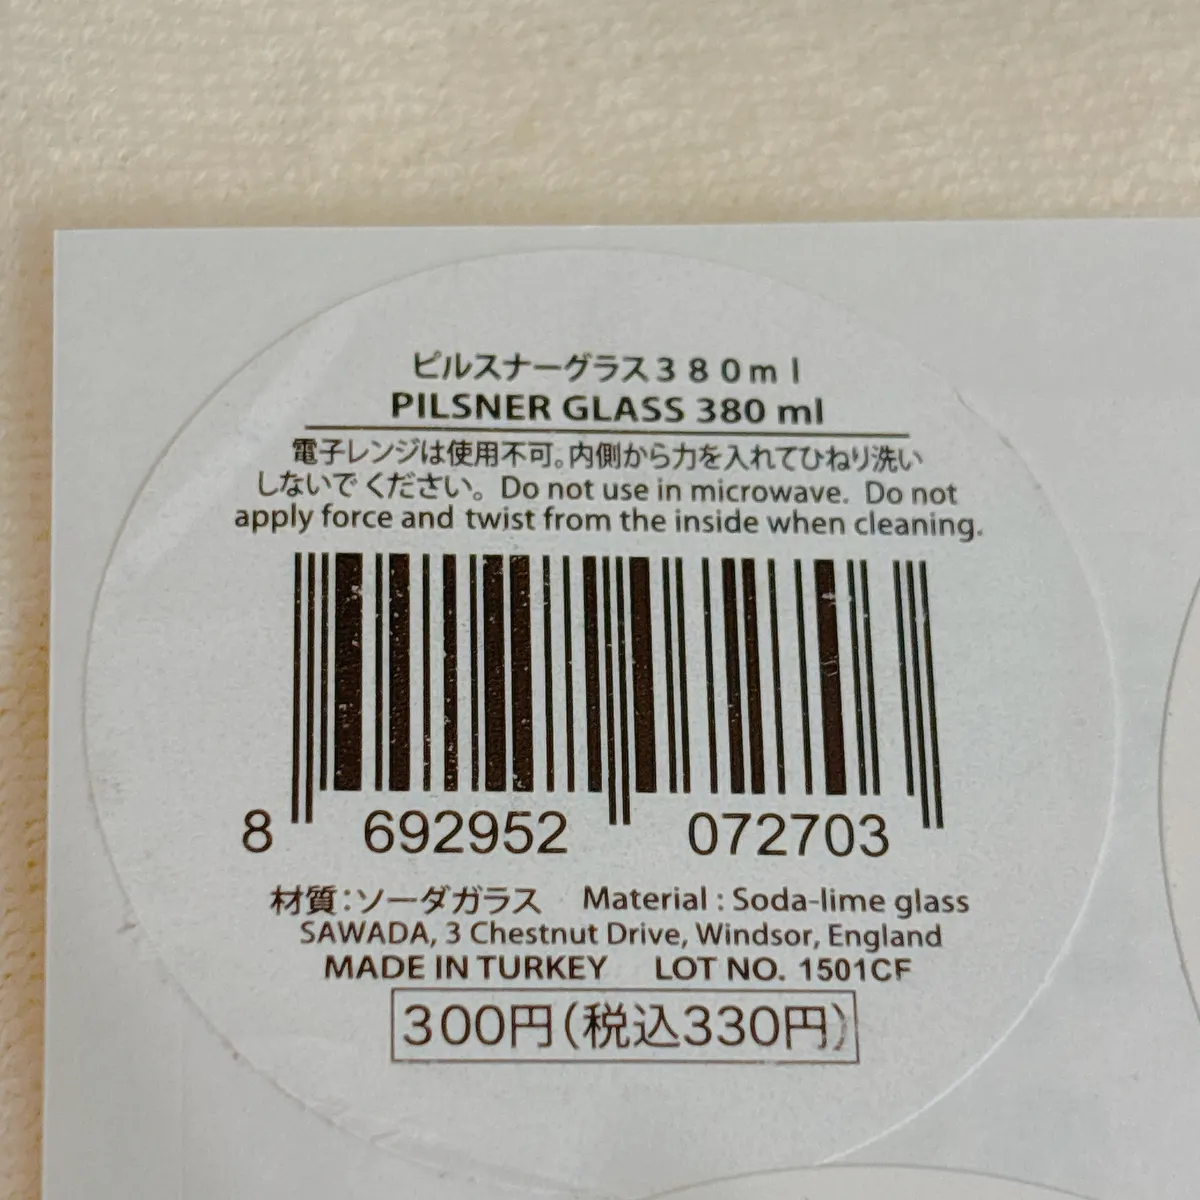 ピルスナーグラス３８０ｍｌ
PILSNER GLASS 380 ml
電子レンジは使用不可。内側から力を入れてひねり洗い
しないでください。 Do not use in microwave. Do not
apply force and twist from the inside when cleaning.
8 692952 072703
材質：ソーダガラス Material : Soda-lime glass
SAWADA, 3 Chestnut Drive, Windsor, England
MADE IN TURKEY LOT NO. 1501CF
300円(税込330円)